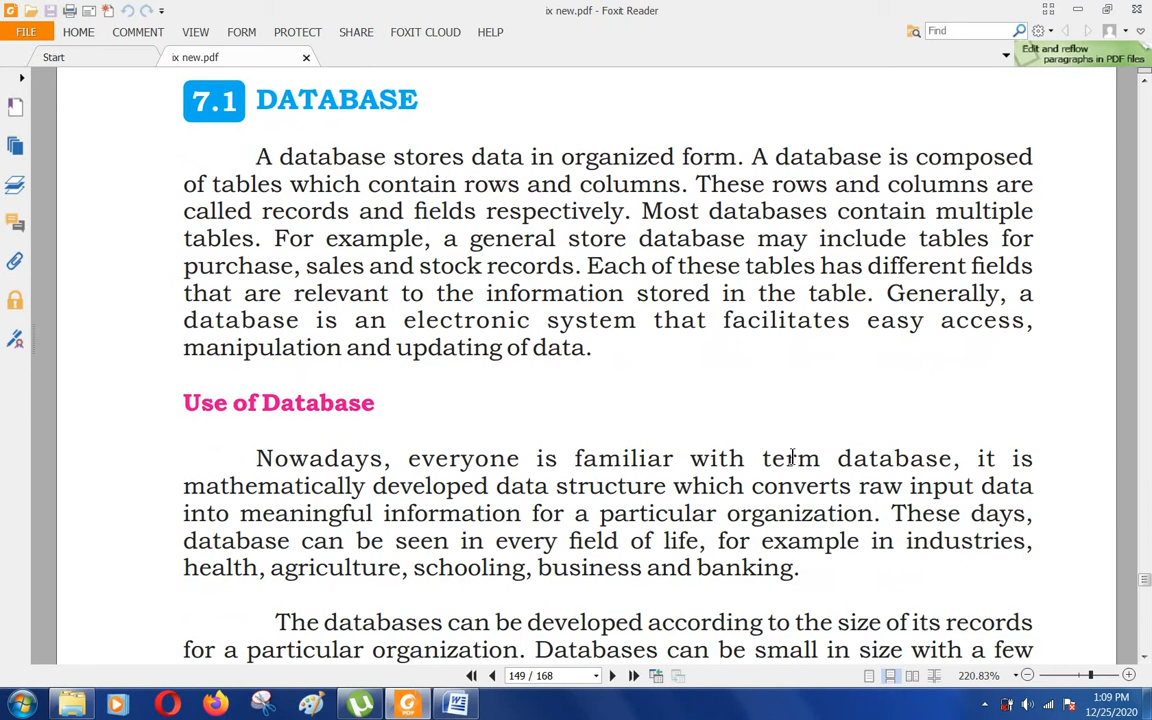 ix new.pdf - Foxit Reader
FILE HOME COMMENT VIEW FORM PROTECT SHARE FOXIT CLOUD HELP
Find
Start ix new.pdf
Edit and reflow
paragraphs in PDF files
7.1 DATABASE
A database stores data in organized form. A database is composed
of tables which contain rows and columns. These rows and columns are
called records and fields respectively. Most databases contain multiple
tables. For example, a general store database may include tables for
purchase, sales and stock records. Each of these tables has different fields
that are relevant to the information stored in the table. Generally, a
database is an electronic system that facilitates easy access,
manipulation and updating of data.
Use of Database
Nowadays, everyone is familiar with term database, it is
mathematically developed data structure which converts raw input data
into meaningful information for a particular organization. These days,
database can be seen in every field of life, for example in industries,
health, agriculture, schooling, business and banking.
The databases can be developed according to the size of its records
for a particular organization. Databases can be small in size with a few
149 / 168
220.83%
1:09 PM
12/25/2020